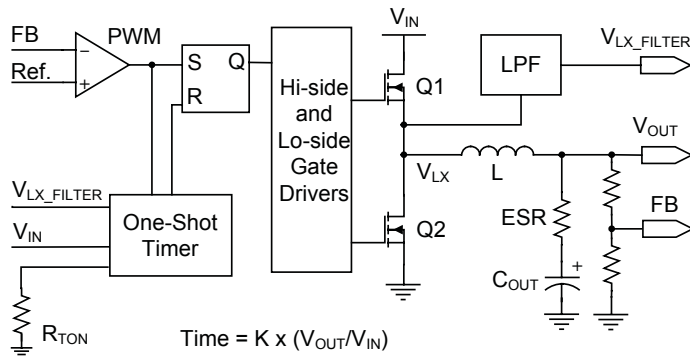 V_IN
FB
PWM
V_LX_FILTER
−
LPF
Ref.
S
Q
Q1
+
R
Hi-side
and
Lo-side
Gate
Drivers
V_OUT
V_LX
L
V_LX_FILTER
One-Shot
Timer
ESR
FB
V_IN
Q2
+
C_OUT
R_TON
Time = K x (V_OUT/V_IN)